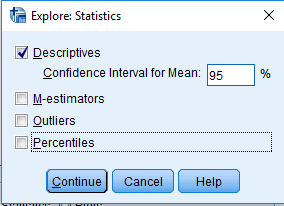 Explore: Statistics
Descriptives
Confidence Interval for Mean: 95 %
M-estimators
Outliers
Percentiles
Continue Cancel Help